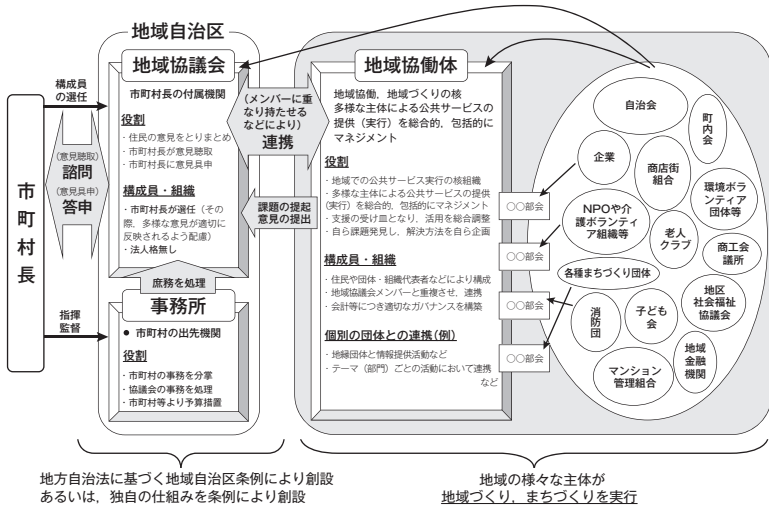 地域自治区
構成員
の選任
市町村長
(意見聴取)
諮問
(意見具申)
答申
指揮
監督
地域協議会
市町村長の付属機関
役割
・住民の意見をとりまとめ
・市町村長が意見聴取
・市町村長に意見具申
構成員・組織
・市町村長が選任(その
際,多様な意見が適切に
反映されるよう配慮)
・法人格無し
庶務を処理
事務所
● 市町村の出先機関
役割
・市町村の事務を分掌
・協議会の事務を処理
・市町村等より予算措置
(メンバーに重
なり持たせる
などにより)
連携
課題の提起
意見の提出
地域協働体
地域協働,地域づくりの核
多様な主体による公共サービスの
提供(実行)を総合的,包括的に
マネジメント
役割
・地域での公共サービス実行の核組織
・多様な主体による公共サービスの提供
(実行)を総合的,包括的にマネジメント
・支援の受け皿となり,活用を総合調整
・自ら課題発見し,解決方法を自ら企画
構成員・組織
・住民や団体・組織代表者などにより構成
・地域協議会メンバーと重複させ,連携
・会計等につき適切なガバナンスを構築
個別の団体との連携(例)
・地縁団体と情報提供活動など
・テーマ(部門)ごとの活動において連携
など
〇〇部会
〇〇部会
〇〇部会
〇〇部会
自治会
町内会
企業
商店街
組合
環境ボラ
ンティア
団体等
NPOや介
護ボランティ
ア組織等
老人
クラブ
商工会
議所
各種まちづくり団体
地区
社会福祉
協議会
消防団
子ども
会
地域
金融
機関
マンション
管理組合
地方自治法に基づく地域自治区条例により創設
あるいは,独自の仕組みを条例により創設
地域の様々な主体が
地域づくり,まちづくりを実行